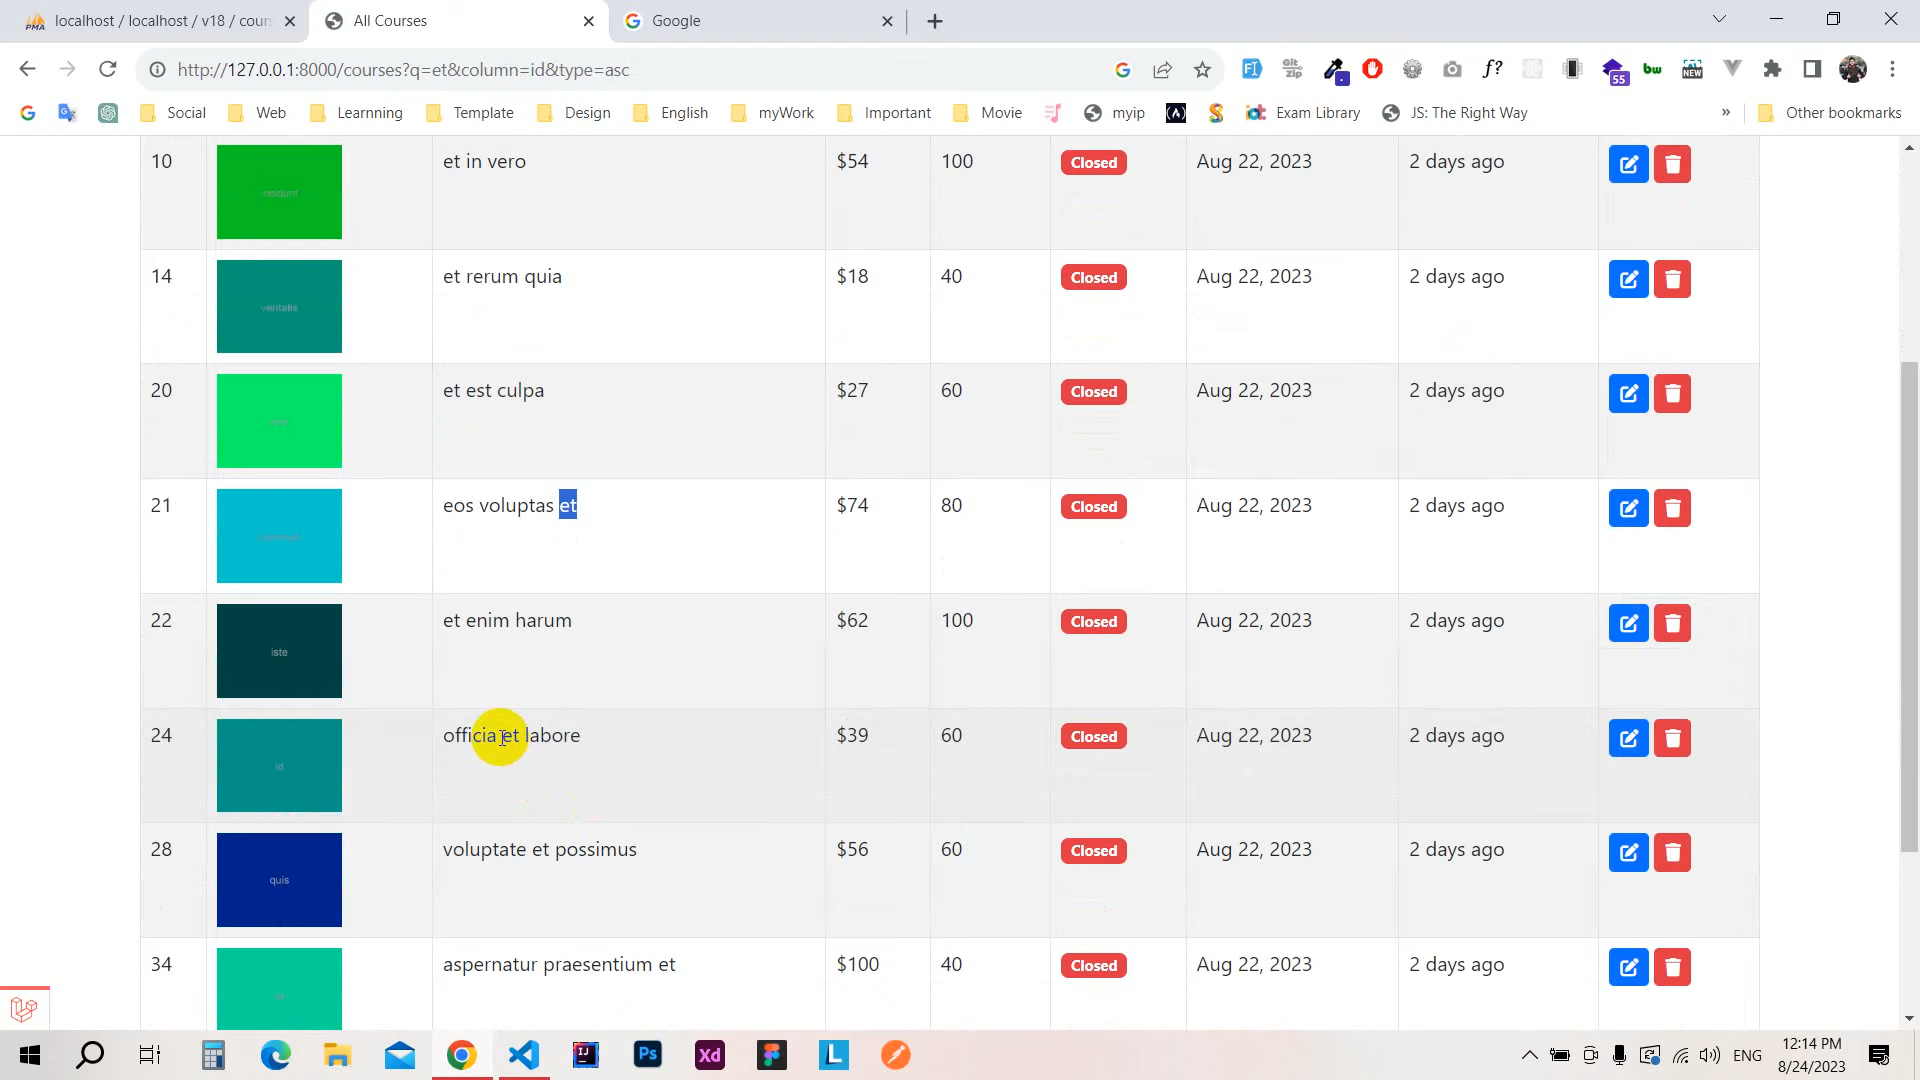 localhost / localhost / v18 / cour
All Courses
Google
http://127.0.0.1:8000/courses?q=et&column=id&type=asc
55
Social
Web
Learnning
Template
Design
English
myWork
Important
Movie
myip
Exam Library
JS: The Right Way
»
Other bookmarks
10 incidunt et in vero $54 100 Closed Aug 22, 2023 2 days ago
14 veritatis et rerum quia $18 40 Closed Aug 22, 2023 2 days ago
20 et est culpa $27 60 Closed Aug 22, 2023 2 days ago
21 eos voluptas et $74 80 Closed Aug 22, 2023 2 days ago
22 iste et enim harum $62 100 Closed Aug 22, 2023 2 days ago
24 id officia et labore $39 60 Closed Aug 22, 2023 2 days ago
28 quis voluptate et possimus $56 60 Closed Aug 22, 2023 2 days ago
34 aspernatur praesentium et $100 40 Closed Aug 22, 2023 2 days ago
ENG
12:14 PM
8/24/2023